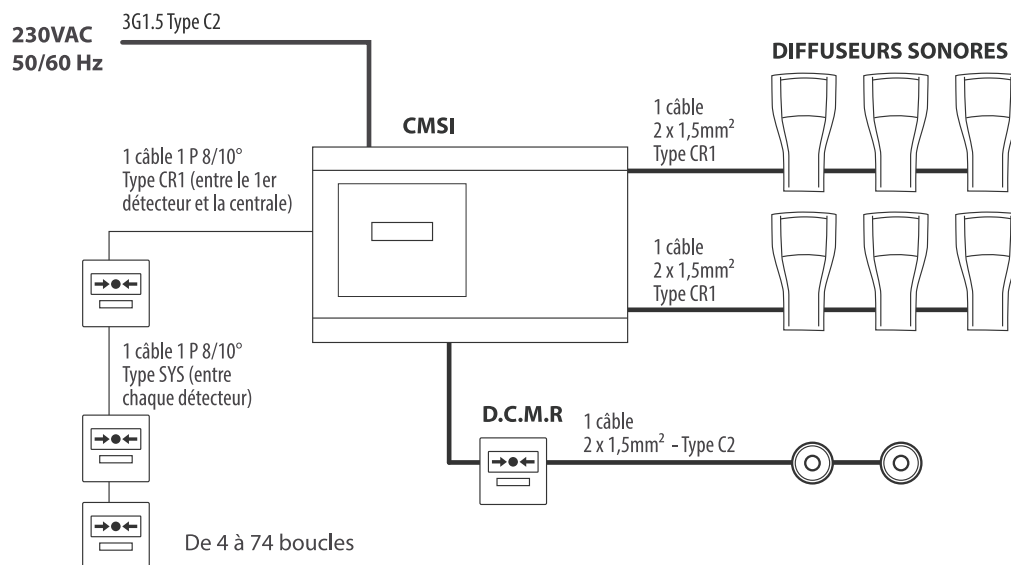 230VAC
50/60 Hz
3G1.5 Type C2
DIFFUSEURS SONORES
CMSI
1 câble
2 x 1,5mm²
Type CR1
1 câble 1 P 8/10°
Type CR1 (entre le 1er
détecteur et la centrale)
1 câble
2 x 1,5mm²
Type CR1
1 câble 1 P 8/10°
Type SYS (entre
chaque détecteur)
D.C.M.R
1 câble
2 x 1,5mm² - Type C2
De 4 à 74 boucles